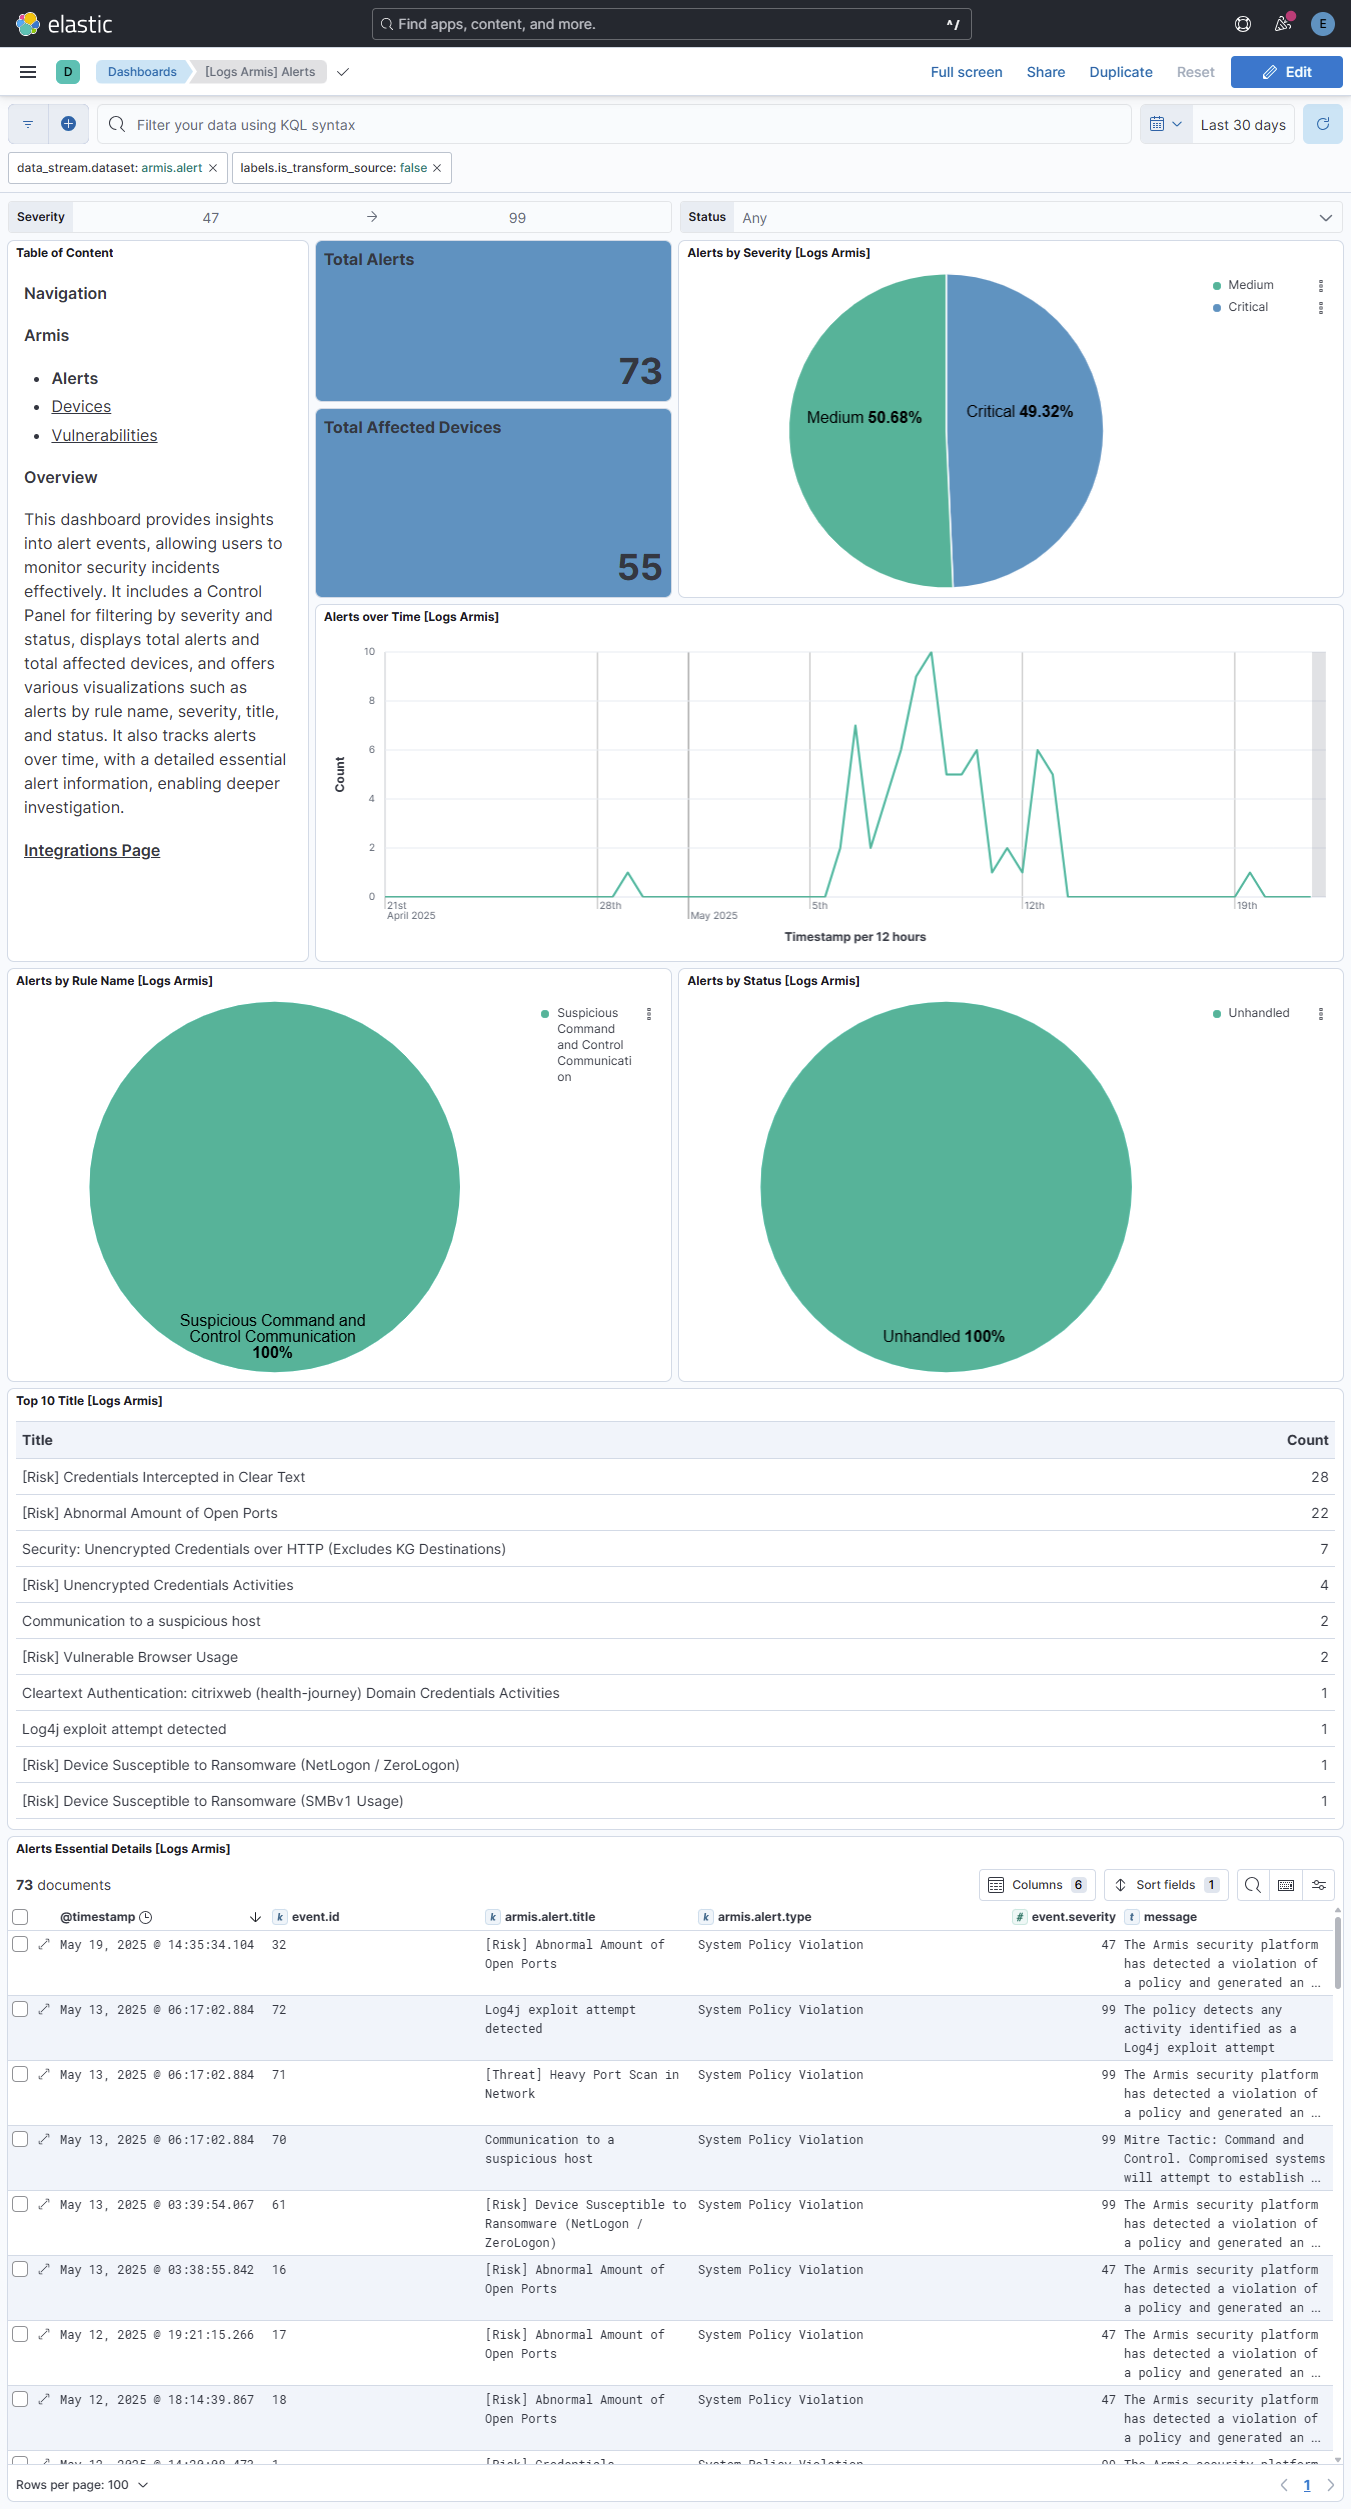 elastic
Find apps, content, and more.
^/
E
D
Dashboards
[Logs Armis] Alerts
Full screen
Share
Duplicate
Reset
Edit
Filter your data using KQL syntax
Last 30 days
data_stream.dataset: armis.alert
labels.is_transform_source: false
Severity
47
99
Status
Any
Table of Content
Navigation
Armis
Alerts
Devices
Vulnerabilities
Overview
This dashboard provides insights
into alert events, allowing users to
monitor security incidents
effectively. It includes a Control
Panel for filtering by severity and
status, displays total alerts and
total affected devices, and offers
various visualizations such as
alerts by rule name, severity, title,
and status. It also tracks alerts
over time, with a detailed essential
alert information, enabling deeper
investigation.
Integrations Page
Total Alerts
73
Total Affected Devices
55
Alerts by Severity [Logs Armis]
Medium 50.68%
Critical 49.32%
Medium
Critical
Alerts over Time [Logs Armis]
Count
10
8
6
4
2
0
21st
April 2025
28th
May 2025
5th
12th
19th
Timestamp per 12 hours
Alerts by Rule Name [Logs Armis]
Suspicious Command and
Control Communication
100%
Suspicious
Command
and Control
Communicati
on
Alerts by Status [Logs Armis]
Unhandled 100%
Unhandled
Top 10 Title [Logs Armis]
Title Count
[Risk] Credentials Intercepted in Clear Text 28
[Risk] Abnormal Amount of Open Ports 22
Security: Unencrypted Credentials over HTTP (Excludes KG Destinations) 7
[Risk] Unencrypted Credentials Activities 4
Communication to a suspicious host 2
[Risk] Vulnerable Browser Usage 2
Cleartext Authentication: citrixweb (health-journey) Domain Credentials Activities 1
Log4j exploit attempt detected 1
[Risk] Device Susceptible to Ransomware (NetLogon / ZeroLogon) 1
[Risk] Device Susceptible to Ransomware (SMBv1 Usage) 1
Alerts Essential Details [Logs Armis]
73 documents
Columns 6
Sort fields 1
@timestamp k event.id k armis.alert.title k armis.alert.type # event.severity t message
May 19, 2025 @ 14:35:34.104 32 [Risk] Abnormal Amount of System Policy Violation 47 The Armis security platform
Open Ports has detected a violation of
a policy and generated an …
May 13, 2025 @ 06:17:02.884 72 Log4j exploit attempt System Policy Violation 99 The policy detects any
detected activity identified as a
Log4j exploit attempt
May 13, 2025 @ 06:17:02.884 71 [Threat] Heavy Port Scan in System Policy Violation 99 The Armis security platform
Network has detected a violation of
a policy and generated an …
May 13, 2025 @ 06:17:02.884 70 Communication to a System Policy Violation 99 Mitre Tactic: Command and
suspicious host Control. Compromised systems
will attempt to establish …
May 13, 2025 @ 03:39:54.067 61 [Risk] Device Susceptible to System Policy Violation 99 The Armis security platform
Ransomware (NetLogon / has detected a violation of
ZeroLogon) a policy and generated an …
May 13, 2025 @ 03:38:55.842 16 [Risk] Abnormal Amount of System Policy Violation 47 The Armis security platform
Open Ports has detected a violation of
a policy and generated an …
May 12, 2025 @ 19:21:15.266 17 [Risk] Abnormal Amount of System Policy Violation 47 The Armis security platform
Open Ports has detected a violation of
a policy and generated an …
May 12, 2025 @ 18:14:39.867 18 [Risk] Abnormal Amount of System Policy Violation 47 The Armis security platform
Open Ports has detected a violation of
a policy and generated an …
Rows per page: 100
1